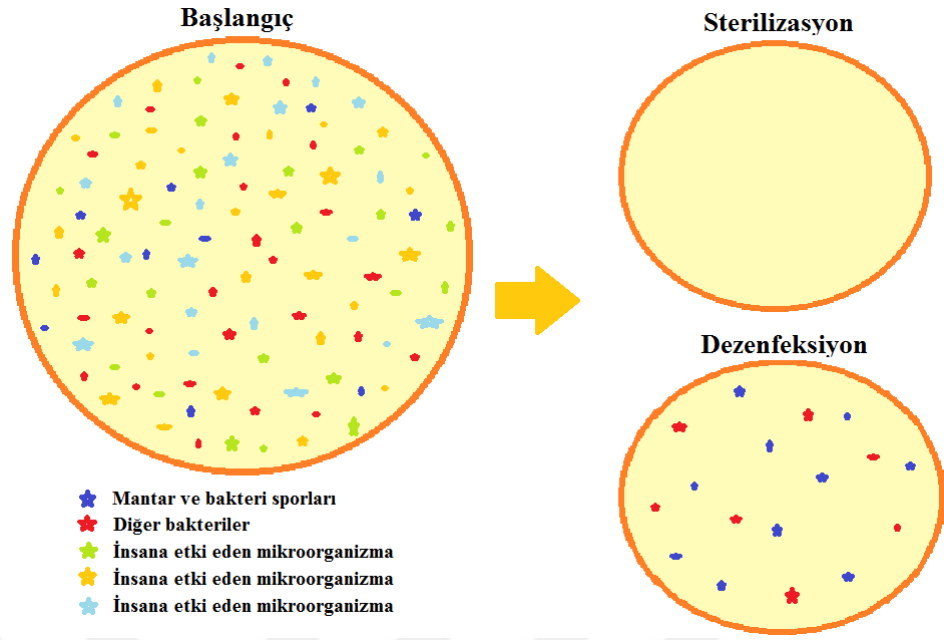 Başlangıç
Sterilizasyon
Dezenfeksiyon
Mantar ve bakteri sporları
Diğer bakteriler
İnsana etki eden mikroorganizma
İnsana etki eden mikroorganizma
İnsana etki eden mikroorganizma